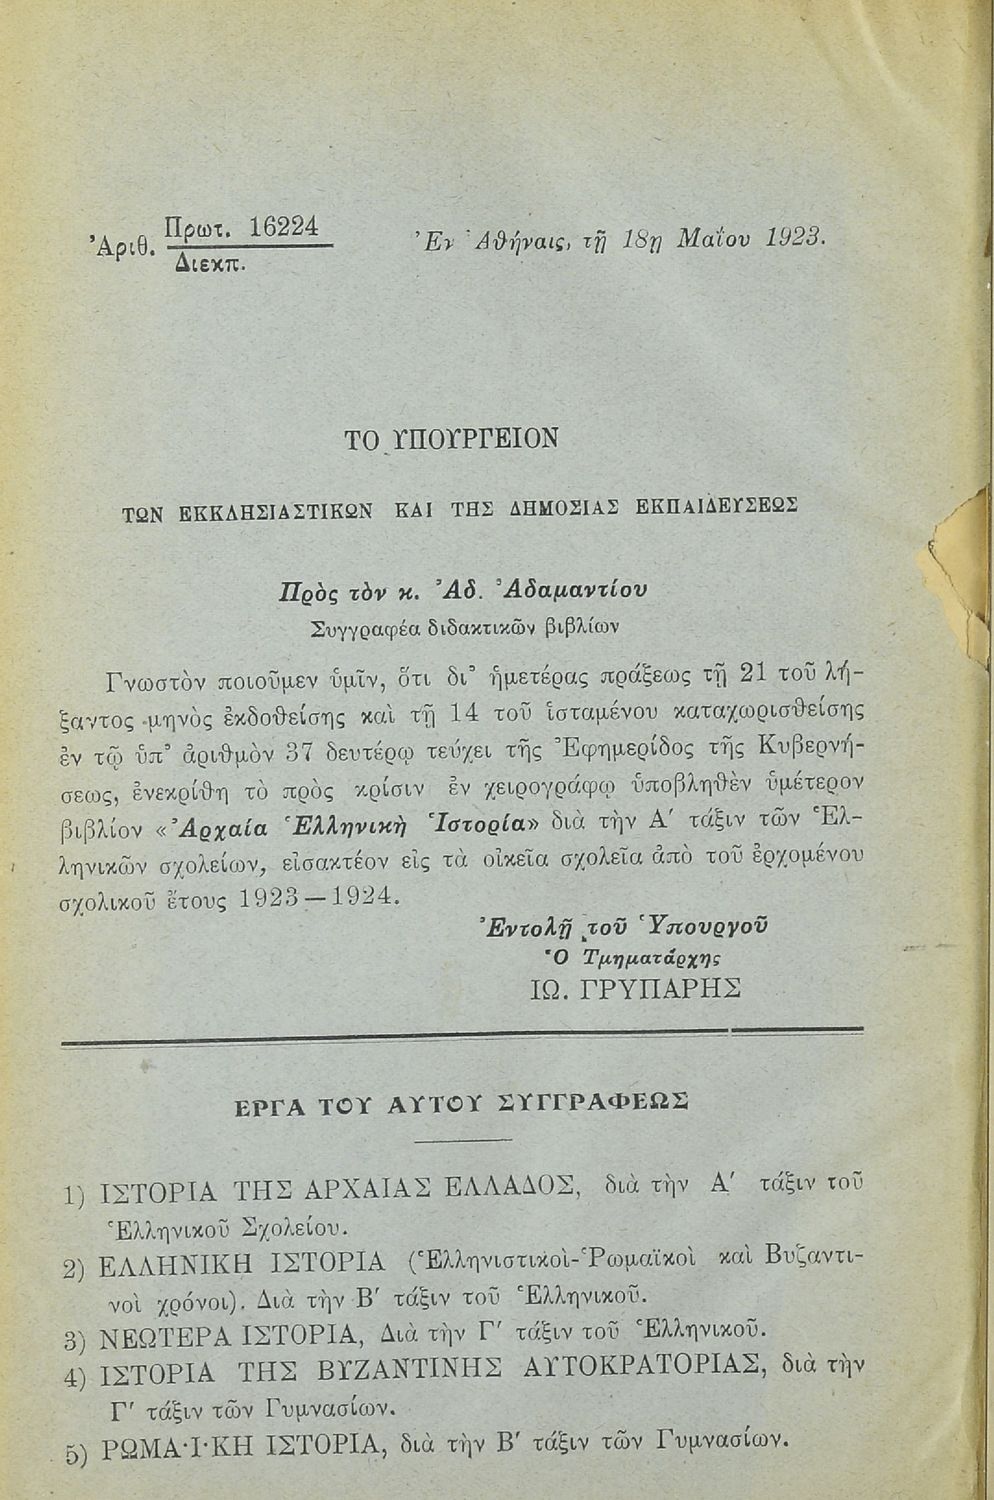 Ἀριθ. Πρωτ. 16224
Διεκπ.
Ἐν Ἀθήναις, τῇ 18ῃ Μαΐου 1923.
ΤΟ ΥΠΟΥΡΓΕΙΟΝ
ΤΩΝ ΕΚΚΛΗΣΙΑΣΤΙΚΩΝ ΚΑΙ ΤΗΣ ΔΗΜΟΣΙΑΣ ΕΚΠΑΙΔΕΥΣΕΩΣ
Πρὸς τὸν κ. Ἀδ. Ἀδαμαντίου
Συγγραφέα διδακτικῶν βιβλίων
Γνωστὸν ποιοῦμεν ὑμῖν, ὅτι δι᾽ ἡμετέρας πράξεως τῇ 21 τοῦ λή-
ξαντος μηνὸς ἐκδοθείσης καὶ τῇ 14 τοῦ ἱσταμένου καταχωρισθείσης
ἐν τῷ ὑπ᾽ ἀριθμὸν 37 δευτέρῳ τεύχει τῆς Ἐφημερίδος τῆς Κυβερνή-
σεως, ἐνεκρίθη τὸ πρὸς κρίσιν ἐν χειρογράφῳ ὑποβληθὲν ὑμέτερον
βιβλίον «Ἀρχαία Ἑλληνικὴ Ἱστορία» διὰ τὴν Α′ τάξιν τῶν Ἑλ-
ληνικῶν σχολείων, εἰσακτέον εἰς τὰ οἰκεῖα σχολεῖα ἀπὸ τοῦ ἐρχομένου
σχολικοῦ ἔτους 1923 — 1924.
Ἐντολῇ τοῦ Ὑπουργοῦ
Ὁ Τμηματάρχης
ΙΩ. ΓΡΥΠΑΡΗΣ
ΕΡΓΑ ΤΟΥ ΑΥΤΟΥ ΣΥΓΓΡΑΦΕΩΣ
1) ΙΣΤΟΡΙΑ ΤΗΣ ΑΡΧΑΙΑΣ ΕΛΛΑΔΟΣ, διὰ τὴν Α′ τάξιν τοῦ
Ἑλληνικοῦ Σχολείου.
2) ΕΛΛΗΝΙΚΗ ΙΣΤΟΡΙΑ (Ἑλληνιστικοὶ-Ῥωμαϊκοὶ καὶ Βυζαντι-
νοὶ χρόνοι). Διὰ τὴν Β′ τάξιν τοῦ Ἑλληνικοῦ.
3) ΝΕΩΤΕΡΑ ΙΣΤΟΡΙΑ, Διὰ τὴν Γ′ τάξιν τοῦ Ἑλληνικοῦ.
4) ΙΣΤΟΡΙΑ ΤΗΣ ΒΥΖΑΝΤΙΝΗΣ ΑΥΤΟΚΡΑΤΟΡΙΑΣ, διὰ τὴν
Γ′ τάξιν τῶν Γυμνασίων.
5) ΡΩΜΑ·Ι·ΚΗ ΙΣΤΟΡΙΑ, διὰ τὴν Β′ τάξιν τῶν Γυμνασίων.